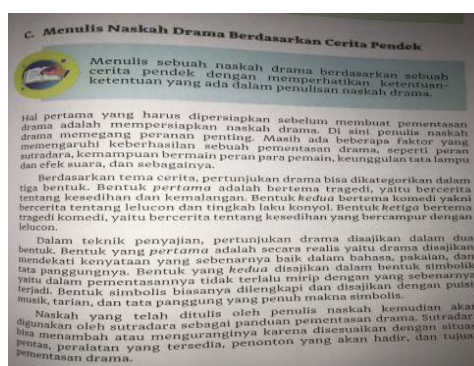 C. Menulis Naskah Drama Berdasarkan Cerita Pendek
Menulis sebuah naskah drama berdasarkan sebuah
cerita pendek dengan memperhatikan ketentuan-
ketentuan yang ada dalam penulisan naskah drama.
Hal pertama yang harus dipersiapkan sebelum membuat pementasan
drama adalah mempersiapkan naskah drama. Di sini penulis naskah
drama memegang peranan penting. Masih ada beberapa faktor yang
memengaruhi keberhasilan sebuah pementasan drama, seperti peran
sutradara, kemampuan bermain peran para pemain, keunggulan tata lampu
dan efek suara, dan sebagainya.
Berdasarkan tema cerita, pertunjukan drama bisa dikategorikan dalam
tiga bentuk. Bentuk pertama adalah bertema tragedi, yaitu bercerita
tentang kesedihan dan kemalangan. Bentuk kedua bertema komedi yakni
bercerita tentang lelucon dan tingkah laku konyol. Bentuk ketiga bertema
tragedi komedi, yaitu bercerita tentang kesedihan yang bercampur dengan
lelucon.
Dalam teknik penyajian, pertunjukan drama disajikan dalam dua
bentuk. Bentuk yang pertama adalah secara realis yaitu drama disajikan
mendekati kenyataan yang sebenarnya baik dalam bahasa, pakaian, dan
tata panggungnya. Bentuk yang kedua disajikan dalam bentuk simbolis
yaitu dalam pementasannya tidak terlalu mirip dengan yang sebenarnya
terjadi. Bentuk simbolis biasanya dilengkapi dan disajikan dengan puisi
musik, tarian, dan tata panggung yang penuh makna simbolis.
Naskah yang telah ditulis oleh penulis naskah kemudian akan
digunakan oleh sutradara sebagai panduan pementasan drama. Sutradara
bisa menambah atau menguranginya karena disesuaikan dengan situasi
pentas, peralatan yang tersedia, penonton yang akan hadir, dan tujuan
pementasan drama.